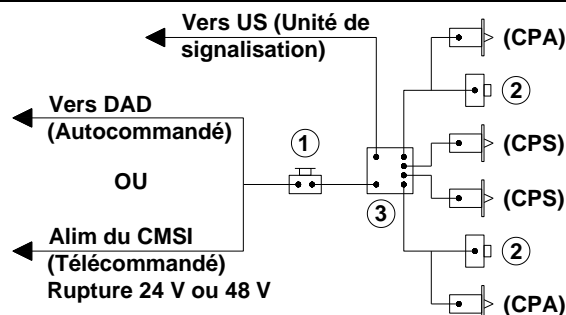 Vers US (Unité de
signalisation)
(CPA)
2
Vers DAD
(Autocommandé)
1
(CPS)
OU
3
(CPS)
Alim du CMSI
(Télécommandé)
Rupture 24 V ou 48 V
2
(CPA)